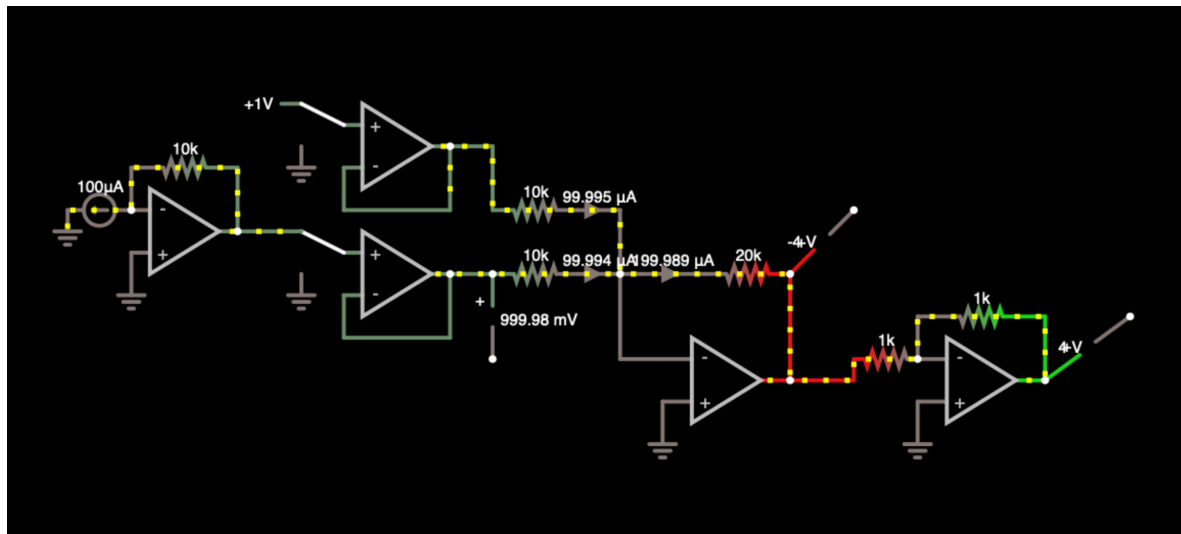 +1V
10k
100µA
10k
99.995 µA
10k
99.994 µA
199.989 µA
20k
-4V
+
999.98 mV
1k
1k
4V
+
-
-
+
+
-
-
+
-
+